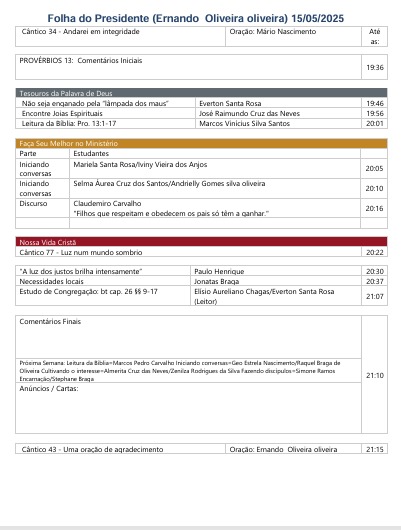 Folha do Presidente (Ernando Oliveira oliveira) 15/05/2025
Cântico 34 - Andarei em integridade Oração: Mário Nascimento Até as:
PROVÉRBIOS 13: Comentários Iniciais 19:36
Tesouros da Palavra de Deus
Não seja enganado pela “lâmpada dos maus” Everton Santa Rosa 19:46
Encontre Joias Espirituais José Raimundo Cruz das Neves 19:56
Leitura da Bíblia: Pro. 13:1-17 Marcos Vinícius Silva Santos 20:01
Faça Seu Melhor no Ministério
Parte Estudantes
Iniciando conversas Mariela Santa Rosa/Iviny Vieira dos Anjos 20:05
Iniciando conversas Selma Áurea Cruz dos Santos/Andrielly Gomes silva oliveira 20:10
Discurso Claudemiro Carvalho
"Filhos que respeitam e obedecem os pais só têm a ganhar." 20:16
Nossa Vida Cristã
Cântico 77 - Luz num mundo sombrio 20:22
“A luz dos justos brilha intensamente” Paulo Henrique 20:30
Necessidades locais Jonatas Braga 20:37
Estudo de Congregação: bt cap. 26 §§ 9-17 Elísio Aureliano Chagas/Everton Santa Rosa
(Leitor) 21:07
Comentários Finais
Próxima Semana: Leitura da Bíblia=Marcos Pedro Carvalho Iniciando conversas=Geo Estrela Nascimento/Raquel Braga de
Oliveira Cultivando o interesse=Almerita Cruz das Neves/Zenilza Rodrigues da Silva Fazendo discípulos=Simone Ramos
Encarnação/Stephane Braga
21:10
Anúncios / Cartas:
Cântico 43 - Uma oração de agradecimento Oração: Ernando Oliveira oliveira 21:15